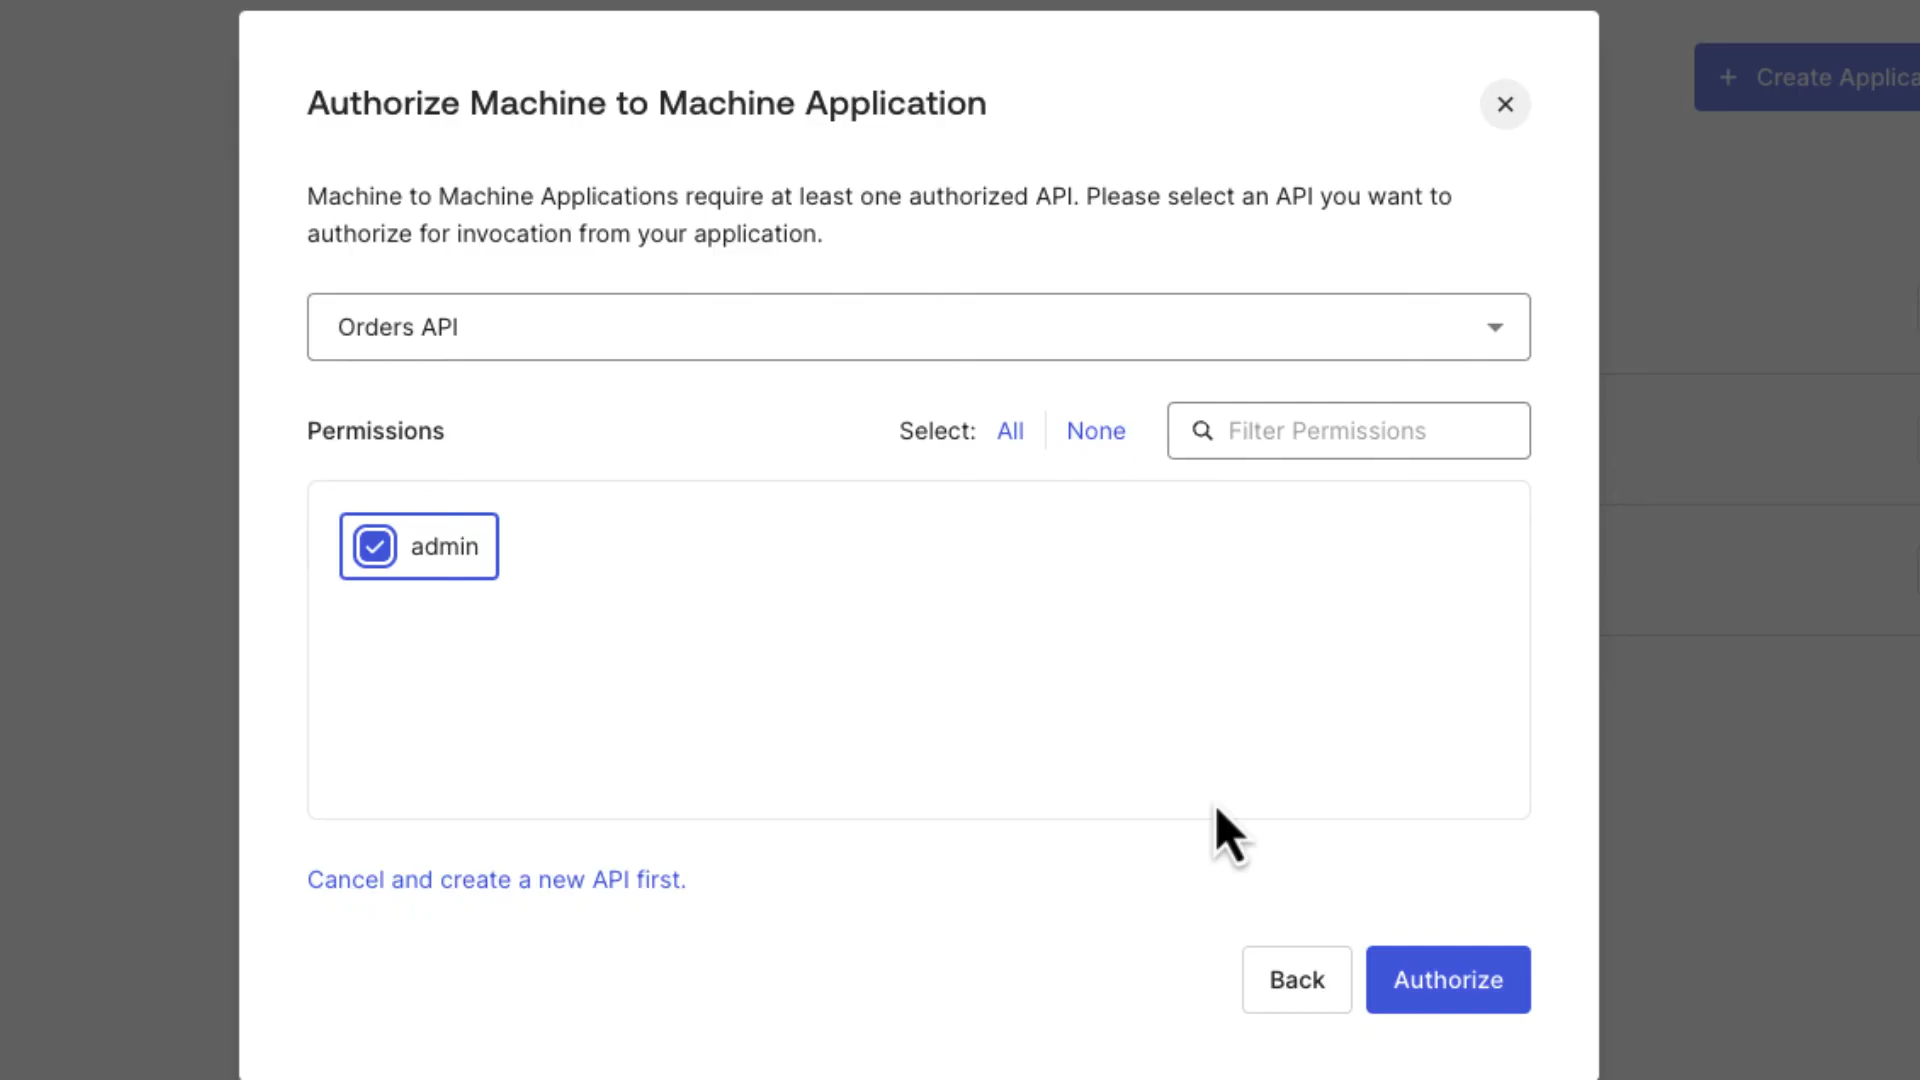 + Create Applica
Authorize Machine to Machine Application
Machine to Machine Applications require at least one authorized API. Please select an API you want to
authorize for invocation from your application.
Orders API
Permissions
Select: All None
Filter Permissions
admin
Cancel and create a new API first.
Back
Authorize